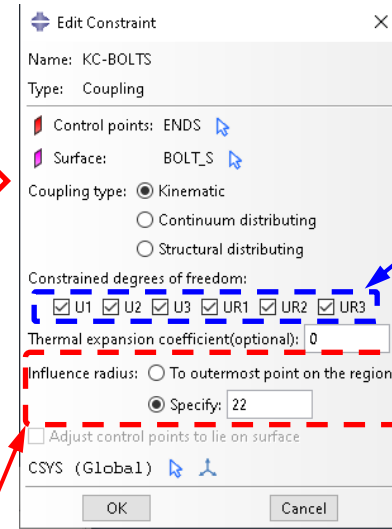 Edit Constraint
Name: KC-BOLTS
Type: Coupling
Control points: ENDS
Surface: BOLT_S
Coupling type: Kinematic
Continuum distributing
Structural distributing
Constrained degrees of freedom:
U1 U2 U3 UR1 UR2 UR3
Thermal expansion coefficient(optional): 0
Influence radius: To outermost point on the region
Specify: 22
Adjust control points to lie on surface
CSYS (Global)
OK Cancel